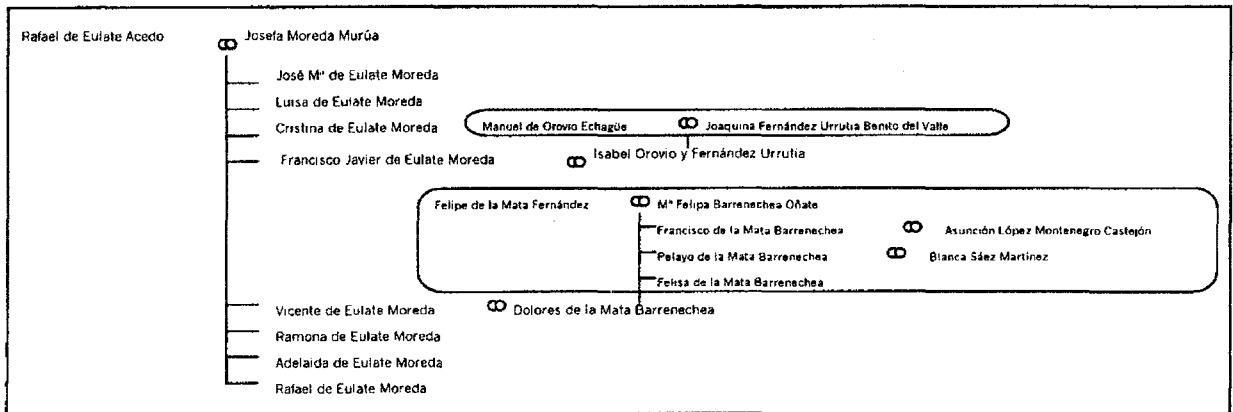 Rafael de Eulate Acedo Josefa Moreda Murúa
José Mª de Eulate Moreda
Luisa de Eulate Moreda
Cristina de Eulate Moreda Manuel de Orovio Echagüe Joaquina Fernández Urrutia Benito del Valle
Francisco Javier de Eulate Moreda Isabel Orovio y Fernández Urrutia
Felipe de la Mata Fernández Mª Felipa Barrenechea Oñate
Francisco de la Mata Barrenechea Asunción López Montenegro Castejón
Pelayo de la Mata Barrenechea Blanca Sáez Martínez
Felisa de la Mata Barrenechea
Vicente de Eulate Moreda Dolores de la Mata Barrenechea
Ramona de Eulate Moreda
Adelaida de Eulate Moreda
Rafael de Eulate Moreda